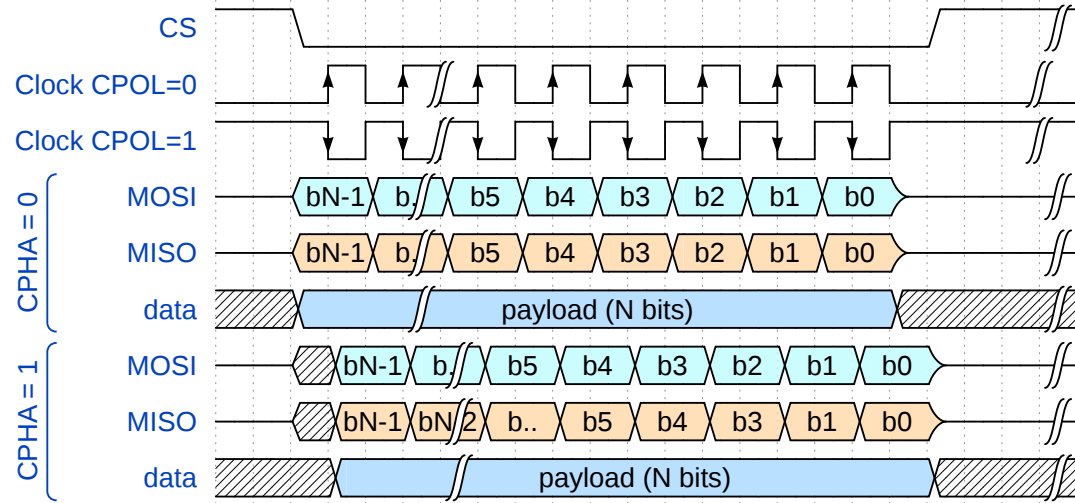 CS
Clock CPOL=0
Clock CPOL=1
CPHA = 0
MOSI bN-1 b. b5 b4 b3 b2 b1 b0
MISO bN-1 b. b5 b4 b3 b2 b1 b0
data payload (N bits)
CPHA = 1
MOSI bN-1 b. b5 b4 b3 b2 b1 b0
MISO bN-1 bN-2 b.. b5 b4 b3 b1 b0
data payload (N bits)